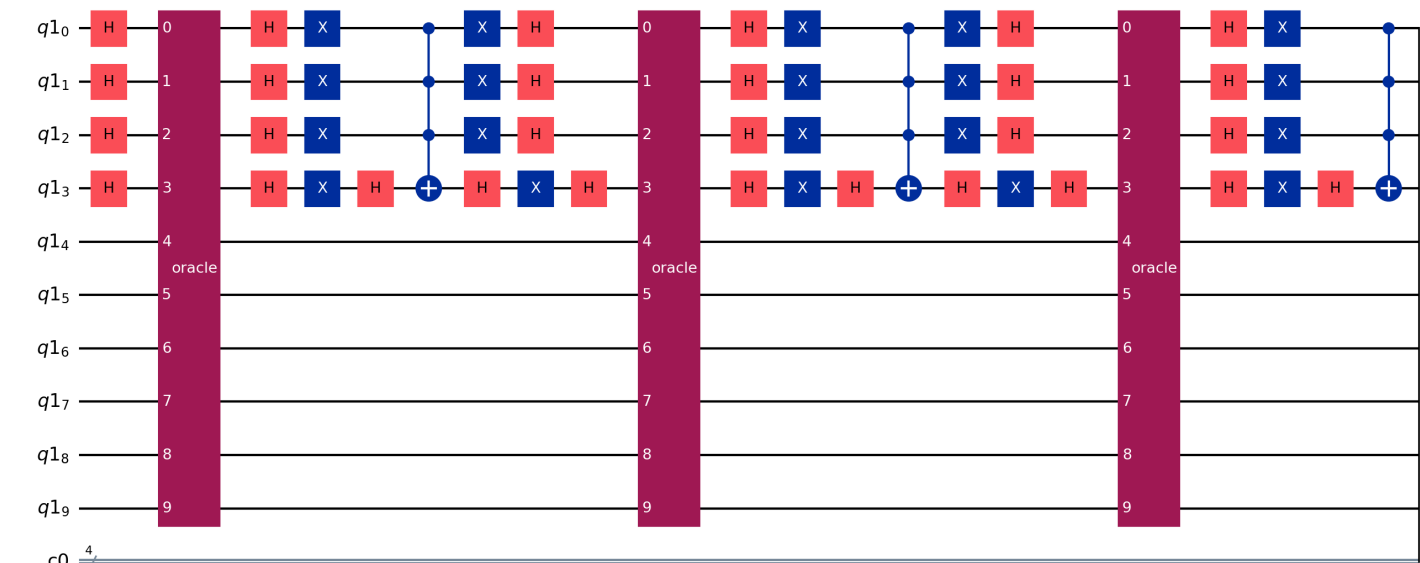 q1₀ H 0 H X X H 0 H X X H 0 H X
q1₁ H 1 H X X H 1 H X X H 1 H X
q1₂ H 2 H X X H 2 H X X H 2 H X
q1₃ H 3 H X H H X H 3 H X H H X H 3 H X H
q1₄ 4 4 4
oracle oracle oracle
q1₅ 5 5 5
q1₆ 6 6 6
q1₇ 7 7 7
q1₈ 8 8 8
q1₉ 9 9 9
4
c0